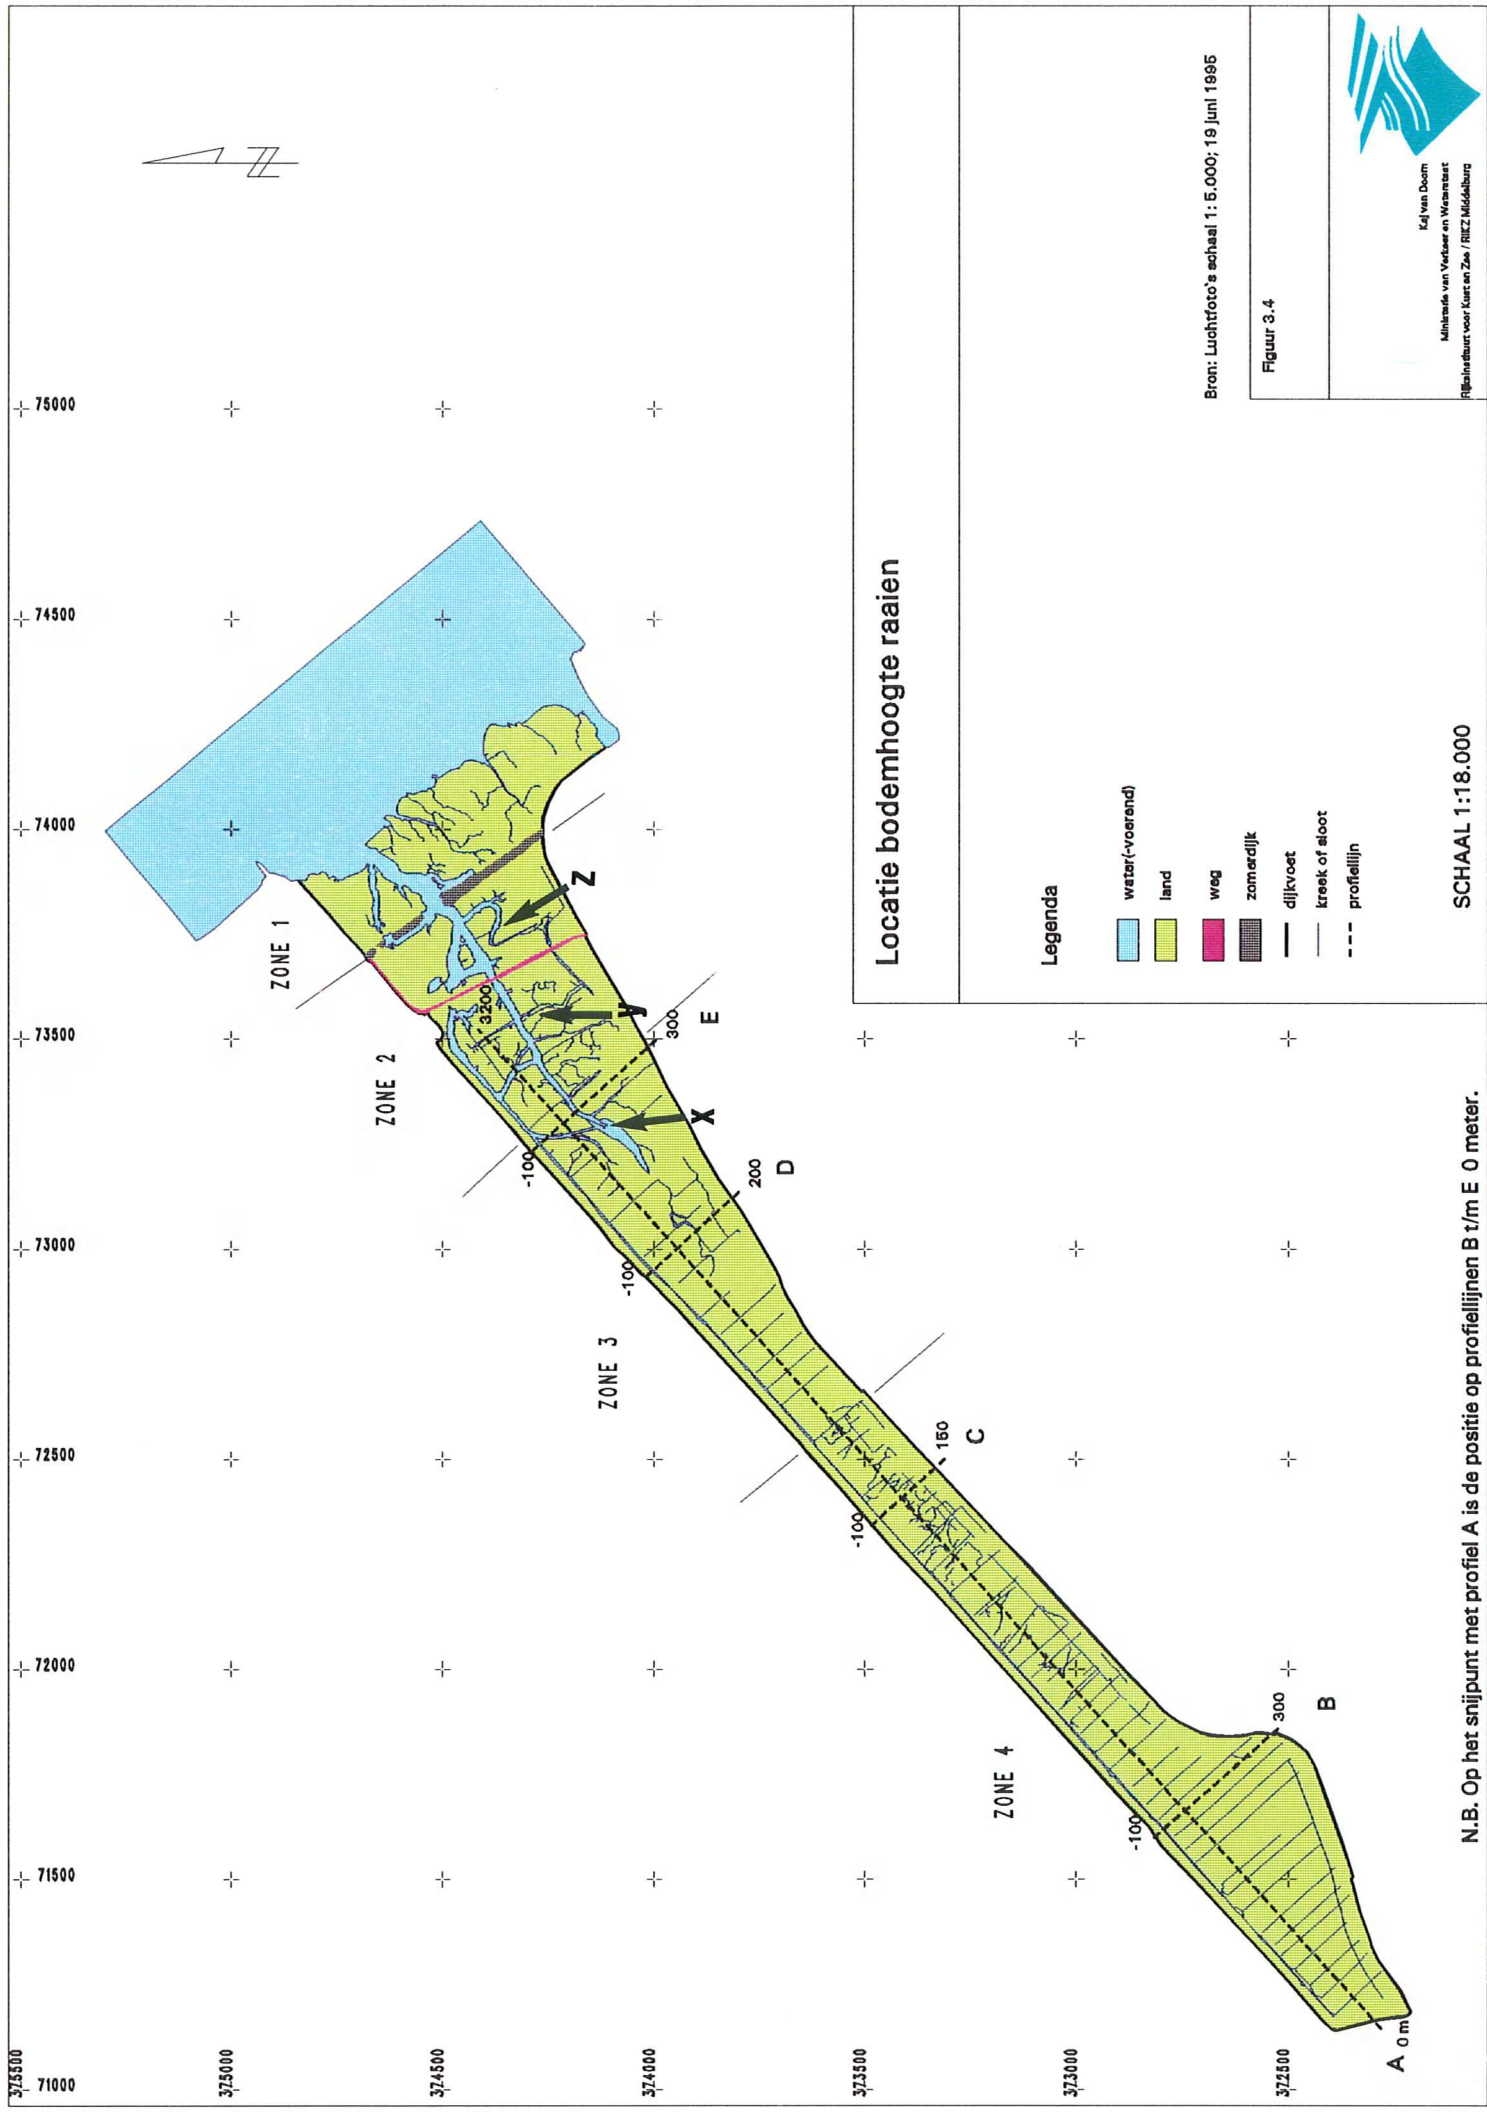 375500
375000
374500
374000
373500
373000
372500
71000
71500
72000
72500
73000
73500
74000
74500
75000
N
ZONE 1
ZONE 2
ZONE 3
ZONE 4
Z
y
X
3200
-100
300
E
-100
200
D
-100
150
C
-100
300
B
A 0 m
Locatie bodemhoogte raaien
Legenda
water(-voerend)
land
weg
zomerdijk
dijkvoet
kreek of sloot
profiellijn
SCHAAL 1:18.000
Bron: Luchtfoto's schaal 1: 5.000; 19 juni 1995
Figuur 3.4
Kaj van Doorn
Ministerie van Verkeer en Waterstaat
Rijksinstituut voor Kust en Zee / RIKZ Middelburg
N.B. Op het snijpunt met profiel A is de positie op profiellijnen B t/m E 0 meter.